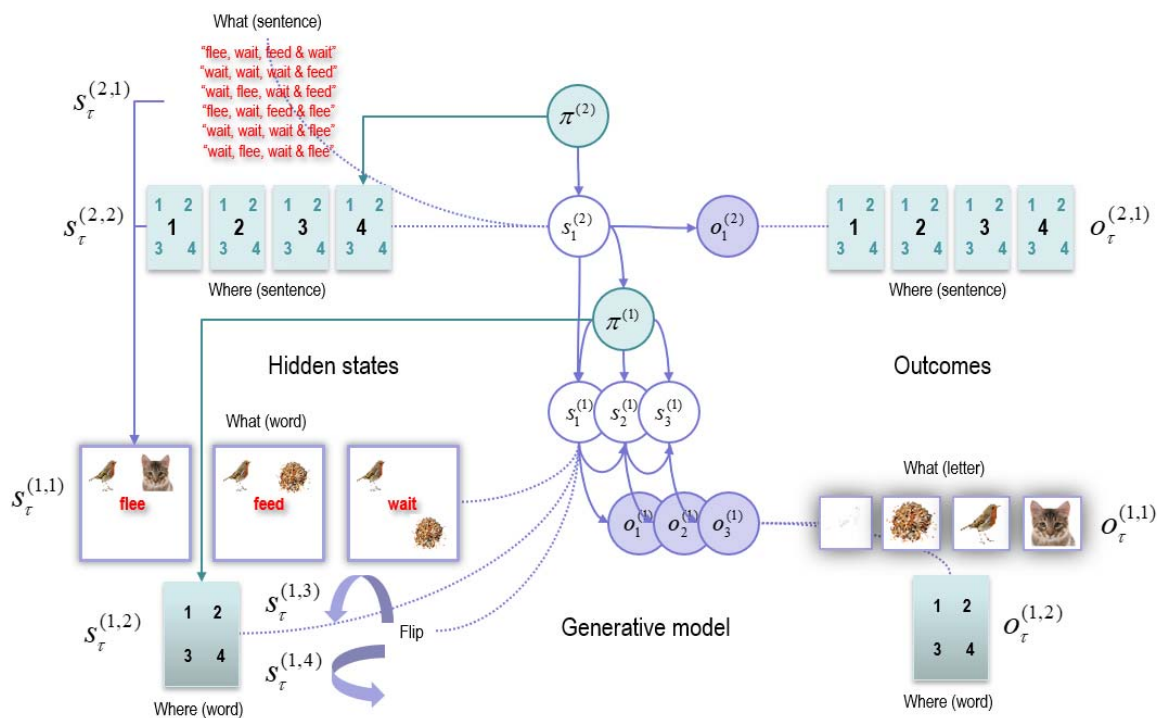 What (sentence)
"flee, wait, feed & wait"
"wait, wait, wait & feed"
"wait, flee, wait & feed"
"flee, wait, feed & flee"
"wait, wait, wait & flee"
"wait, flee, wait & flee"
s_τ^(2,1)
π^(2)
s_τ^(2,2)
1 2 1 3 4
1 2 2 3 4
1 2 3 3 4
1 2 4 3 4
s_1^(2)
o_1^(2)
1 2 1 3 4
1 2 2 3 4
1 2 3 3 4
1 2 4 3 4
o_τ^(2,1)
Where (sentence)
Where (sentence)
π^(1)
Hidden states
Outcomes
What (word)
s_1^(1) s_2^(1) s_3^(1)
s_τ^(1,1)
flee
feed
wait
What (letter)
o_1^(1) o_2^(1) o_3^(1)
o_τ^(1,1)
s_τ^(1,2)
1 2
3 4
s_τ^(1,3)
Flip
s_τ^(1,4)
Generative model
1 2
3 4
o_τ^(1,2)
Where (word)
Where (word)